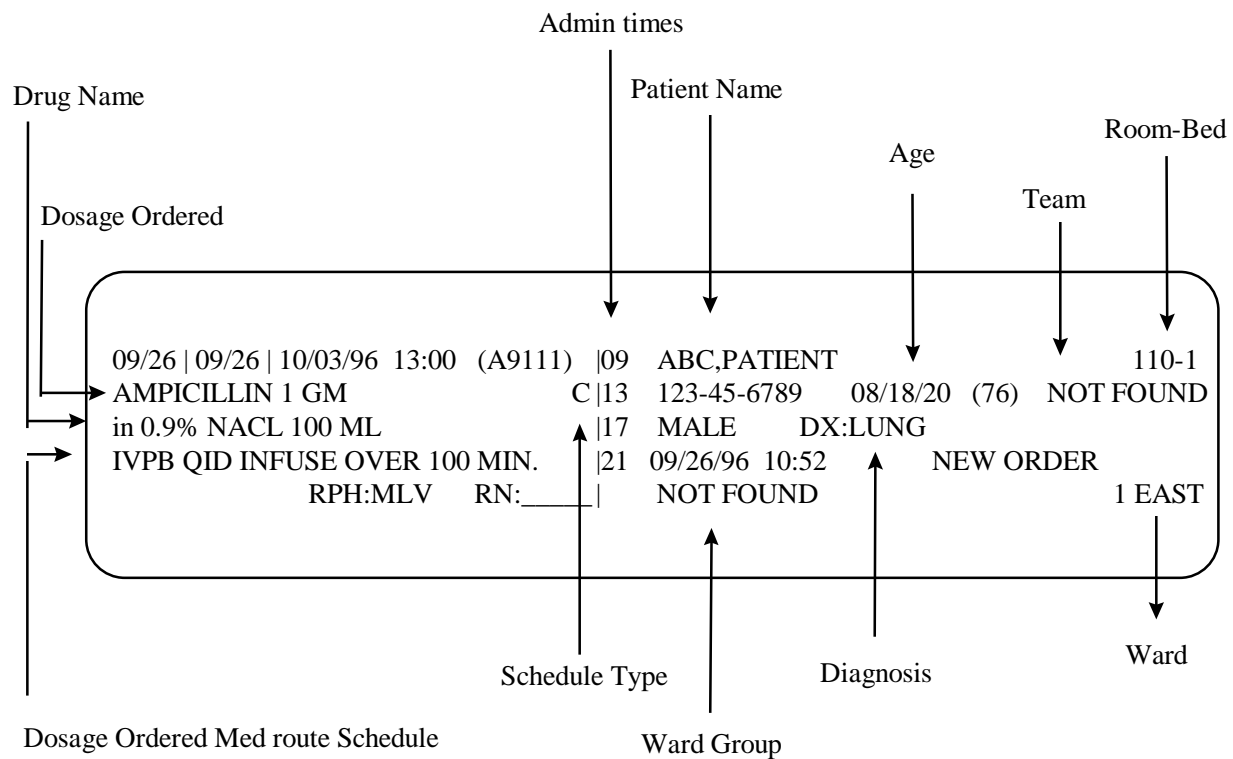 Admin times
Drug Name
Patient Name
Room-Bed
Age
Team
Dosage Ordered
09/26 | 09/26 | 10/03/96 13:00 (A9111) |09 ABC,PATIENT 110-1
AMPICILLIN 1 GM C |13 123-45-6789 08/18/20 (76) NOT FOUND
in 0.9% NACL 100 ML |17 MALE DX:LUNG
IVPB QID INFUSE OVER 100 MIN. |21 09/26/96 10:52 NEW ORDER
RPH:MLV RN:_____ | NOT FOUND 1 EAST
Schedule Type
Diagnosis
Ward
Dosage Ordered Med route Schedule
Ward Group